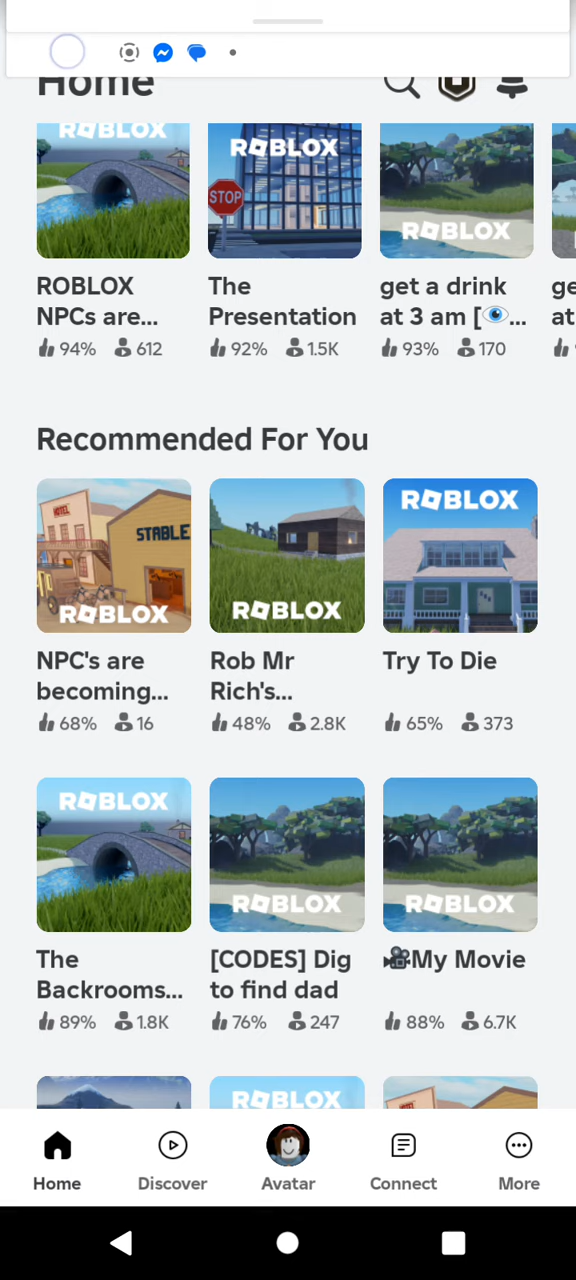 Home
ROBLOX
ROBLOX
STOP
ROBLOX
ROBLOX
NPCs are...
The
Presentation
get a drink
at 3 am [👁️...
ge
at
94% 612
92% 1.5K
93% 170
Recommended For You
HOTEL
STABLE
ROBLOX
ROBLOX
ROBLOX
NPC's are
becoming...
Rob Mr
Rich's...
Try To Die
68% 16
48% 2.8K
65% 373
ROBLOX
ROBLOX
ROBLOX
The
Backrooms...
[CODES] Dig
to find dad
🎥My Movie
89% 1.8K
76% 247
88% 6.7K
ROBLOX
Home
Discover
Avatar
Connect
More